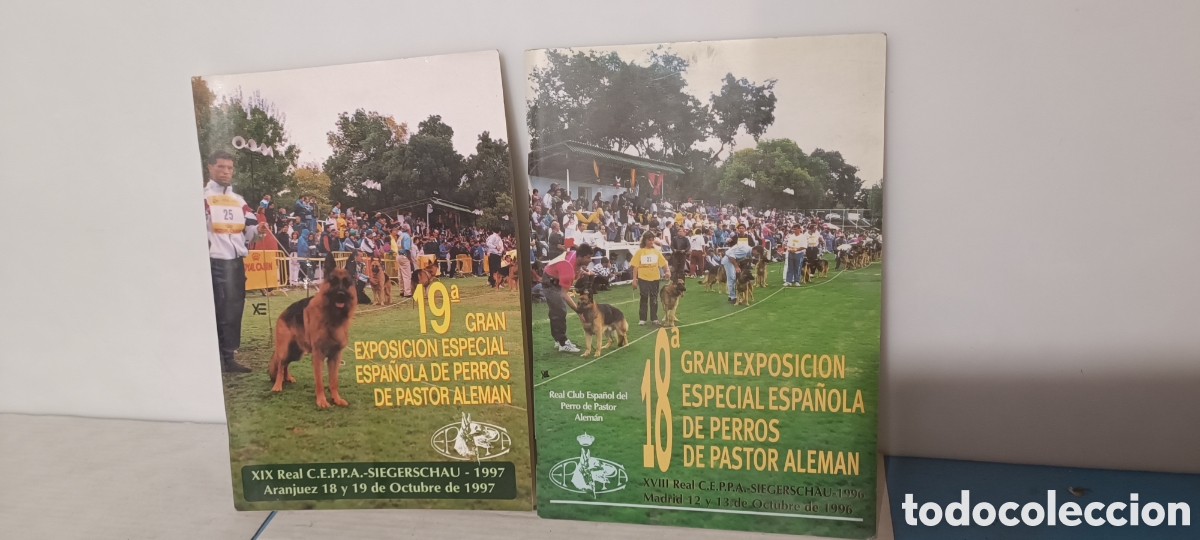 25
19ª
GRAN
EXPOSICION ESPECIAL
ESPAÑOLA DE PERROS
DE PASTOR ALEMAN
XIX Real C.E.P.P.A.-SIEGERSCHAU - 1997
Aranjuez 18 y 19 de Octubre de 1997
Real Club Español del
Perro de Pastor
Alemán
18ª
GRAN EXPOSICION
ESPECIAL ESPAÑOLA
DE PERROS
DE PASTOR ALEMAN
XVIII Real C.E.P.P.A.-SIEGERSCHAU-1996
Madrid 12 y 13 de Octubre de 1996
todocoleccion